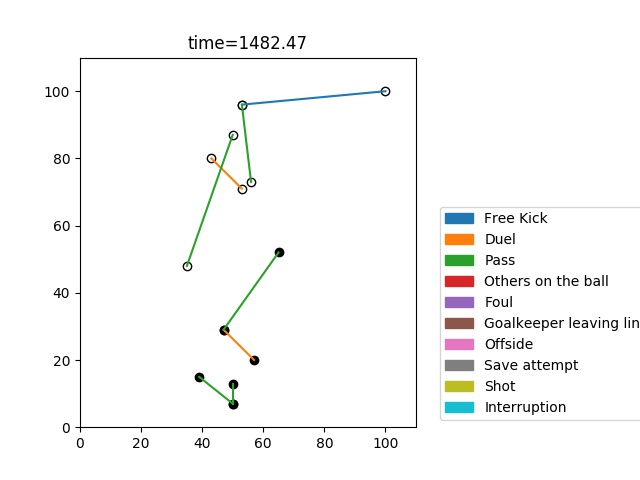 time=1482.47
100
80
60
40
20
0
0 20 40 60 80 100
Free Kick
Duel
Pass
Others on the ball
Foul
Goalkeeper leaving lin
Offside
Save attempt
Shot
Interruption